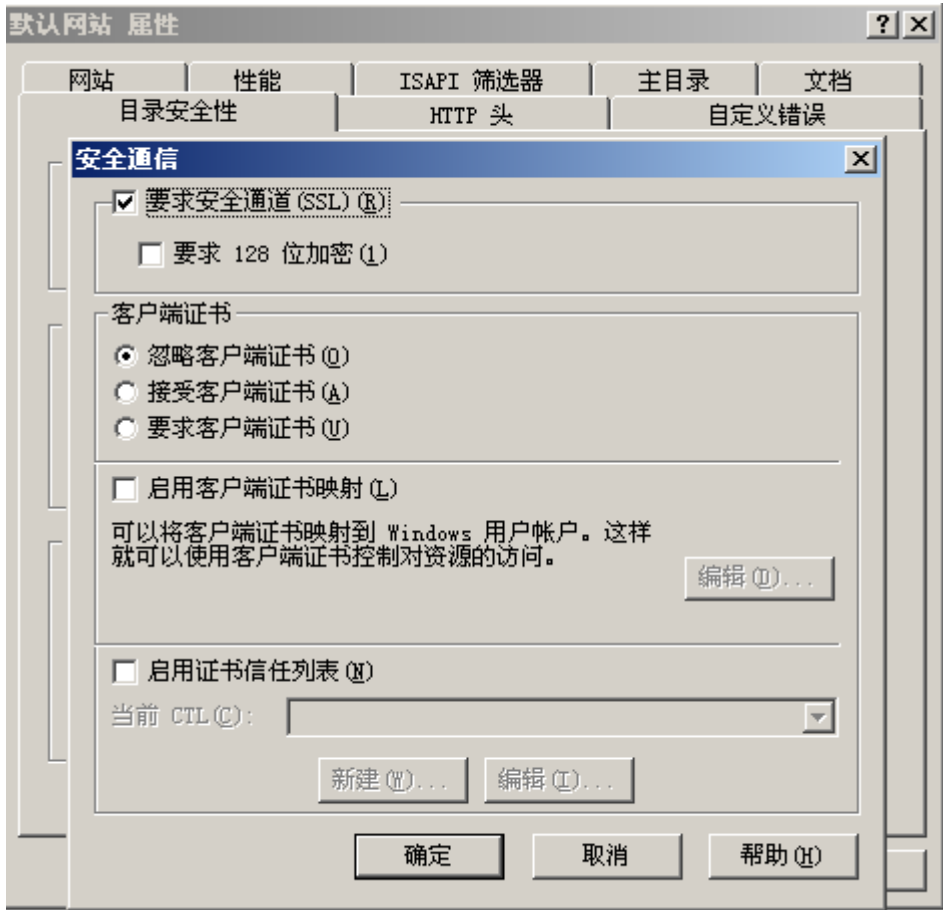 默认网站 属性
网站 性能 ISAPI 筛选器 主目录 文档
目录安全性 HTTP 头 自定义错误
安全通信
要求安全通道(SSL)(R)
要求 128 位加密(1)
客户端证书
忽略客户端证书(O)
接受客户端证书(A)
要求客户端证书(U)
启用客户端证书映射(L)
可以将客户端证书映射到 Windows 用户帐户。这样
就可以使用客户端证书控制对资源的访问。
编辑(D)...
启用证书信任列表(N)
当前 CTL(C):
新建(W)... 编辑(I)...
确定 取消 帮助(H)